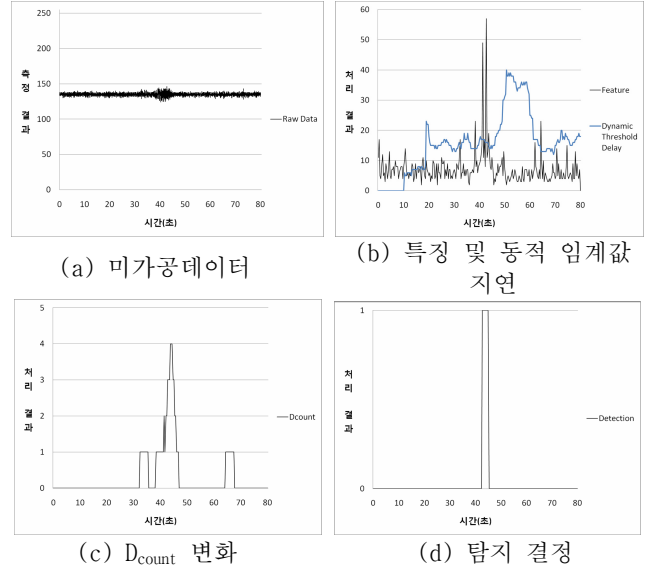 250
200
150
100
50
0
측정 결과
0 10 20 30 40 50 60 70 80
시간(초)
Raw Data
(a) 미가공데이터
60
50
40
30
20
10
0
처리 결과
0 10 20 30 40 50 60 70 80
시간(초)
Feature
Dynamic
Threshold
Delay
(b) 특징 및 동적 임계값
지연
5
4
3
2
1
0
처리 결과
0 10 20 30 40 50 60 70 80
시간(초)
Dcount
(c) Dcount 변화
1
0
처리 결과
0 10 20 30 40 50 60 70 80
시간(초)
Detection
(d) 탐지 결정